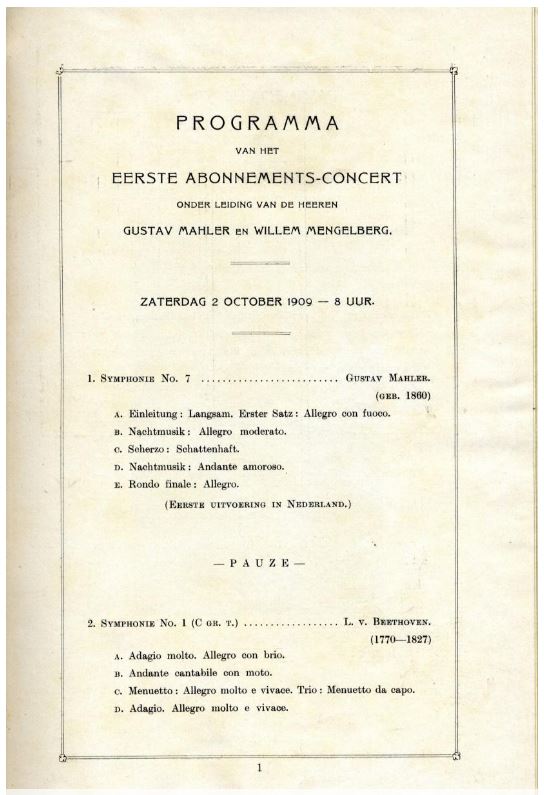 PROGRAMMA
VAN HET
EERSTE ABONNEMENTS-CONCERT
ONDER LEIDING VAN DE HEEREN
GUSTAV MAHLER EN WILLEM MENGELBERG.
ZATERDAG 2 OCTOBER 1909 — 8 UUR.
1. SYMPHONIE No. 7 .......................... GUSTAV MAHLER.
(GEB. 1860)
A. Einleitung: Langsam. Erster Satz: Allegro con fuoco.
B. Nachtmusik: Allegro moderato.
C. Scherzo: Schattenhaft.
D. Nachtmusik: Andante amoroso.
E. Rondo finale: Allegro.
(EERSTE UITVOERING IN NEDERLAND.)
— PAUZE —
2. SYMPHONIE No. 1 (C GR. T.) .................. L. v. BEETHOVEN.
(1770—1827)
A. Adagio molto. Allegro con brio.
B. Andante cantabile con moto.
C. Menuetto: Allegro molto e vivace. Trio: Menuetto da capo.
D. Adagio. Allegro molto e vivace.
1